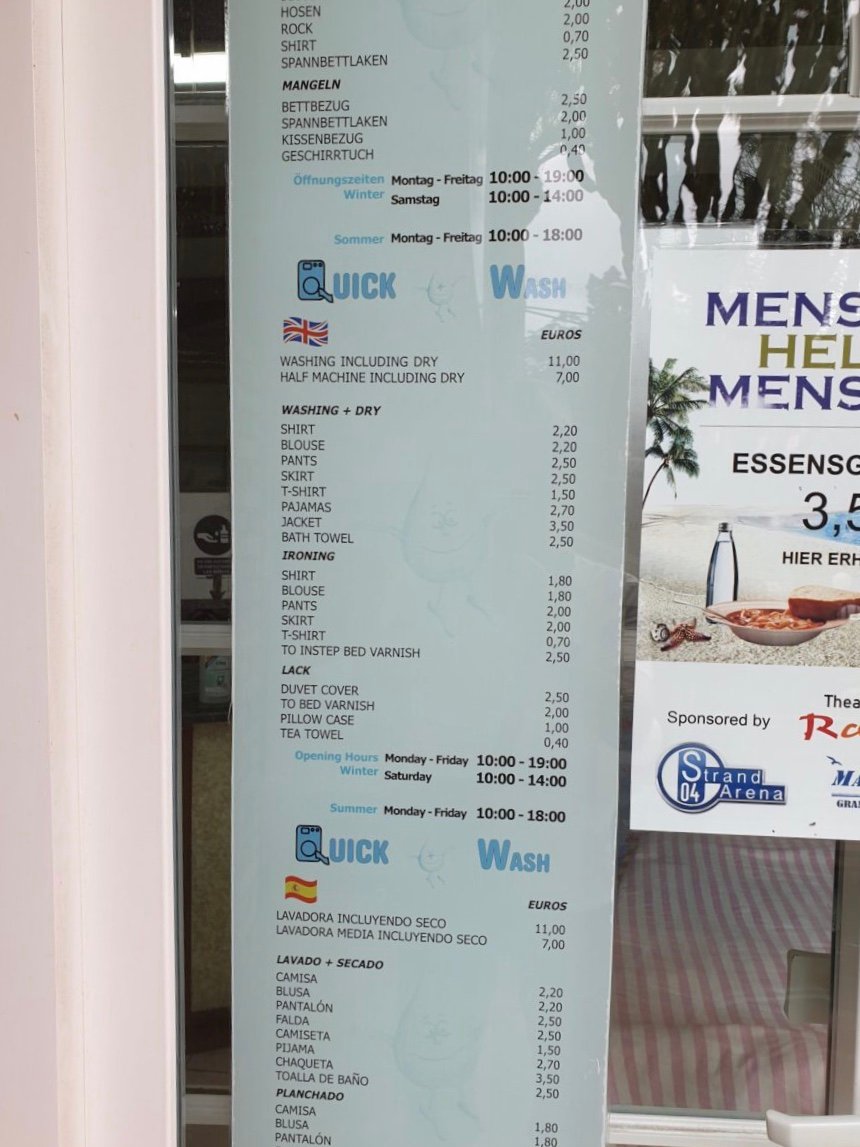 2,00
HOSEN 2,00
ROCK 0,70
SHIRT 2,50
SPANNBETTLAKEN
MANGELN
BETTBEZUG 2,50
SPANNBETTLAKEN 2,00
KISSENBEZUG 1,00
GESCHIRRTUCH 0,40
Öffnungszeiten Montag - Freitag 10:00 - 19:00
Winter Samstag 10:00 - 14:00
Sommer Montag - Freitag 10:00 - 18:00
QUICK WASH
EUROS
WASHING INCLUDING DRY 11,00
HALF MACHINE INCLUDING DRY 7,00
WASHING + DRY
SHIRT 2,20
BLOUSE 2,20
PANTS 2,50
SKIRT 2,50
T-SHIRT 1,50
PAJAMAS 2,70
JACKET 3,50
BATH TOWEL 2,50
IRONING
SHIRT 1,80
BLOUSE 1,80
PANTS 2,00
SKIRT 2,00
T-SHIRT 0,70
TO INSTEP BED VARNISH 2,50
LACK
DUVET COVER 2,50
TO BED VARNISH 2,00
PILLOW CASE 1,00
TEA TOWEL 0,40
Opening Hours Monday - Friday 10:00 - 19:00
Winter Saturday 10:00 - 14:00
Summer Monday - Friday 10:00 - 18:00
QUICK WASH
EUROS
LAVADORA INCLUYENDO SECO 11,00
LAVADORA MEDIA INCLUYENDO SECO 7,00
LAVADO + SECADO
CAMISA 2,20
BLUSA 2,20
PANTALÓN 2,50
FALDA 2,50
CAMISETA 1,50
PIJAMA 2,70
CHAQUETA 3,50
TOALLA DE BAÑO 2,50
PLANCHADO
CAMISA 1,80
BLUSA 1,80
PANTALÓN
MENS
HEL
MENS
ESSENSG
3,5
HIER ERH
Sponsored by
Thea
Strand
04 Arena
MA
GRAN